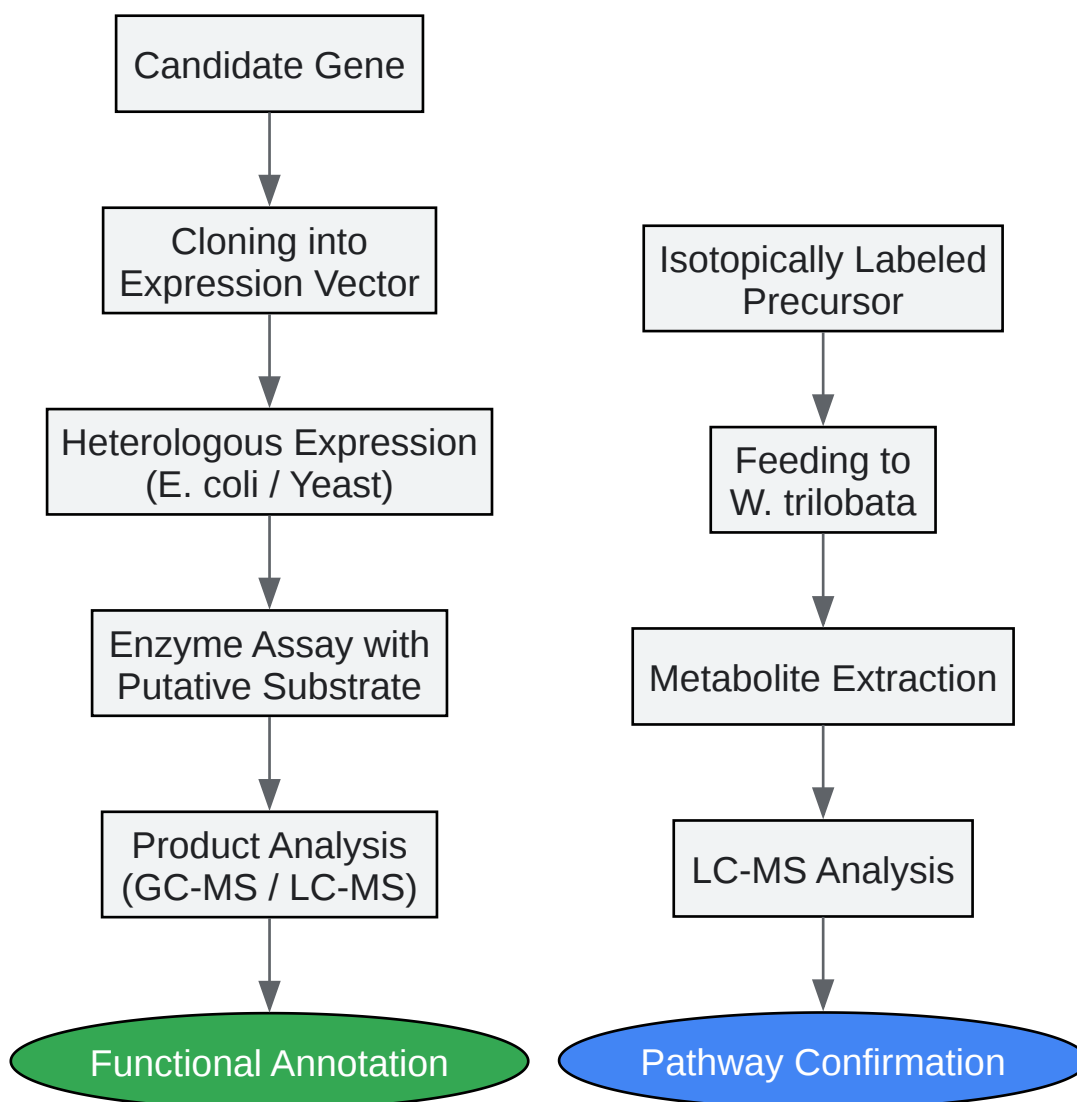 Candidate Gene
Cloning into
Expression Vector
Heterologous Expression
(E. coli / Yeast)
Enzyme Assay with
Putative Substrate
Product Analysis
(GC-MS / LC-MS)
Functional Annotation
Isotopically Labeled
Precursor
Feeding to
W. trilobata
Metabolite Extraction
LC-MS Analysis
Pathway Confirmation